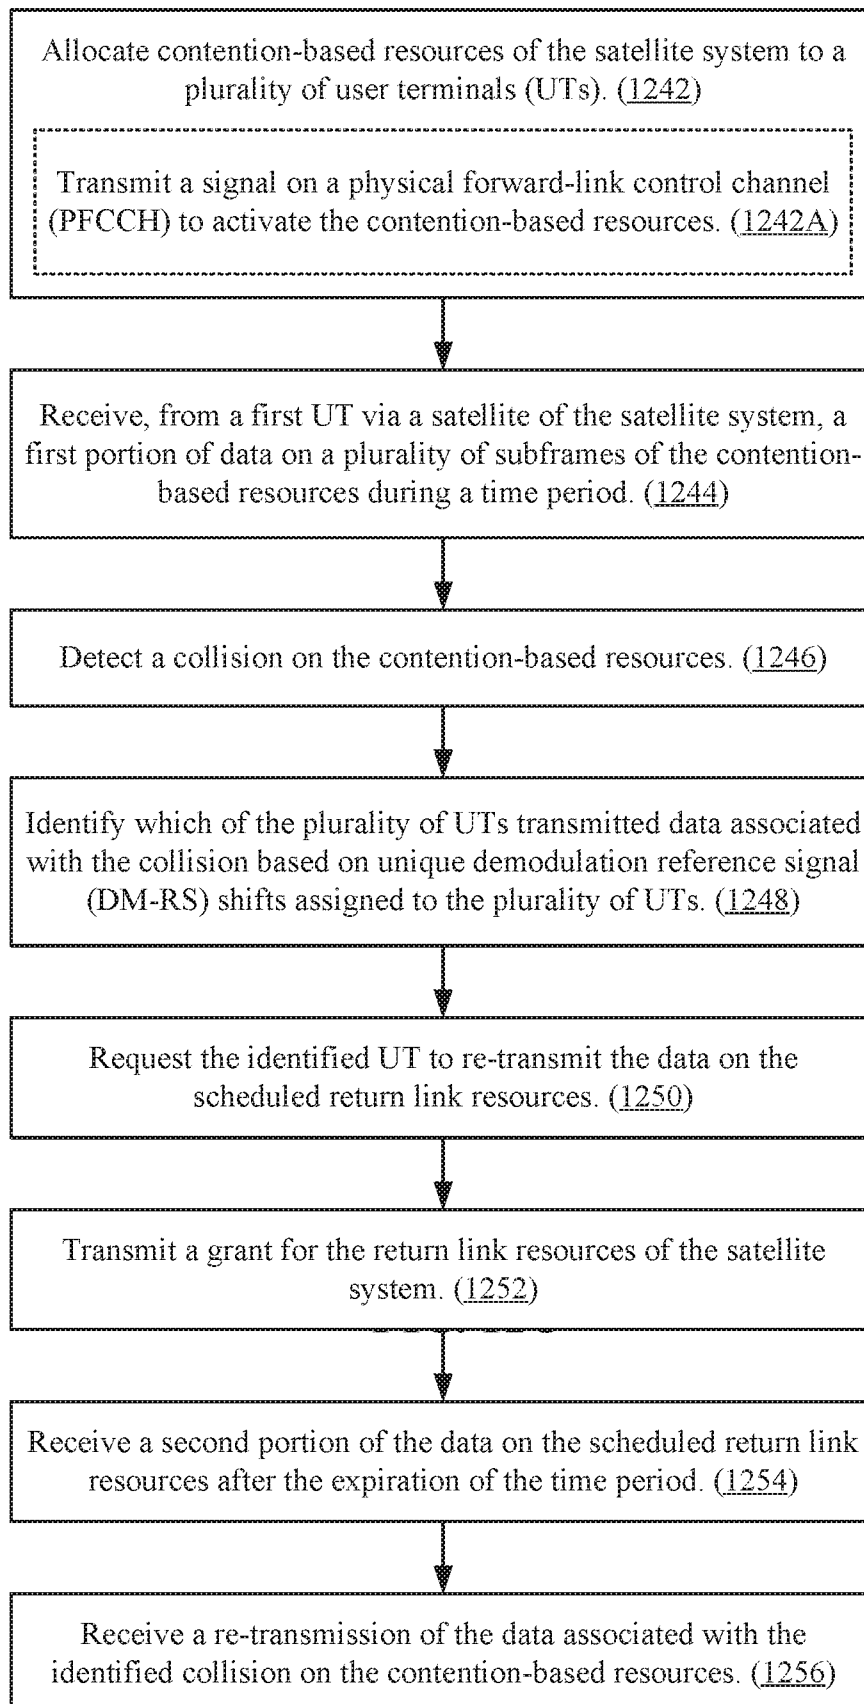 Allocate contention-based resources of the satellite system to a
plurality of user terminals (UTs). (1242)
Transmit a signal on a physical forward-link control channel
(PFCCH) to activate the contention-based resources. (1242A)
Receive, from a first UT via a satellite of the satellite system, a
first portion of data on a plurality of subframes of the contention-
based resources during a time period. (1244)
Detect a collision on the contention-based resources. (1246)
Identify which of the plurality of UTs transmitted data associated
with the collision based on unique demodulation reference signal
(DM-RS) shifts assigned to the plurality of UTs. (1248)
Request the identified UT to re-transmit the data on the
scheduled return link resources. (1250)
Transmit a grant for the return link resources of the satellite
system. (1252)
Receive a second portion of the data on the scheduled return link
resources after the expiration of the time period. (1254)
Receive a re-transmission of the data associated with the
identified collision on the contention-based resources. (1256)